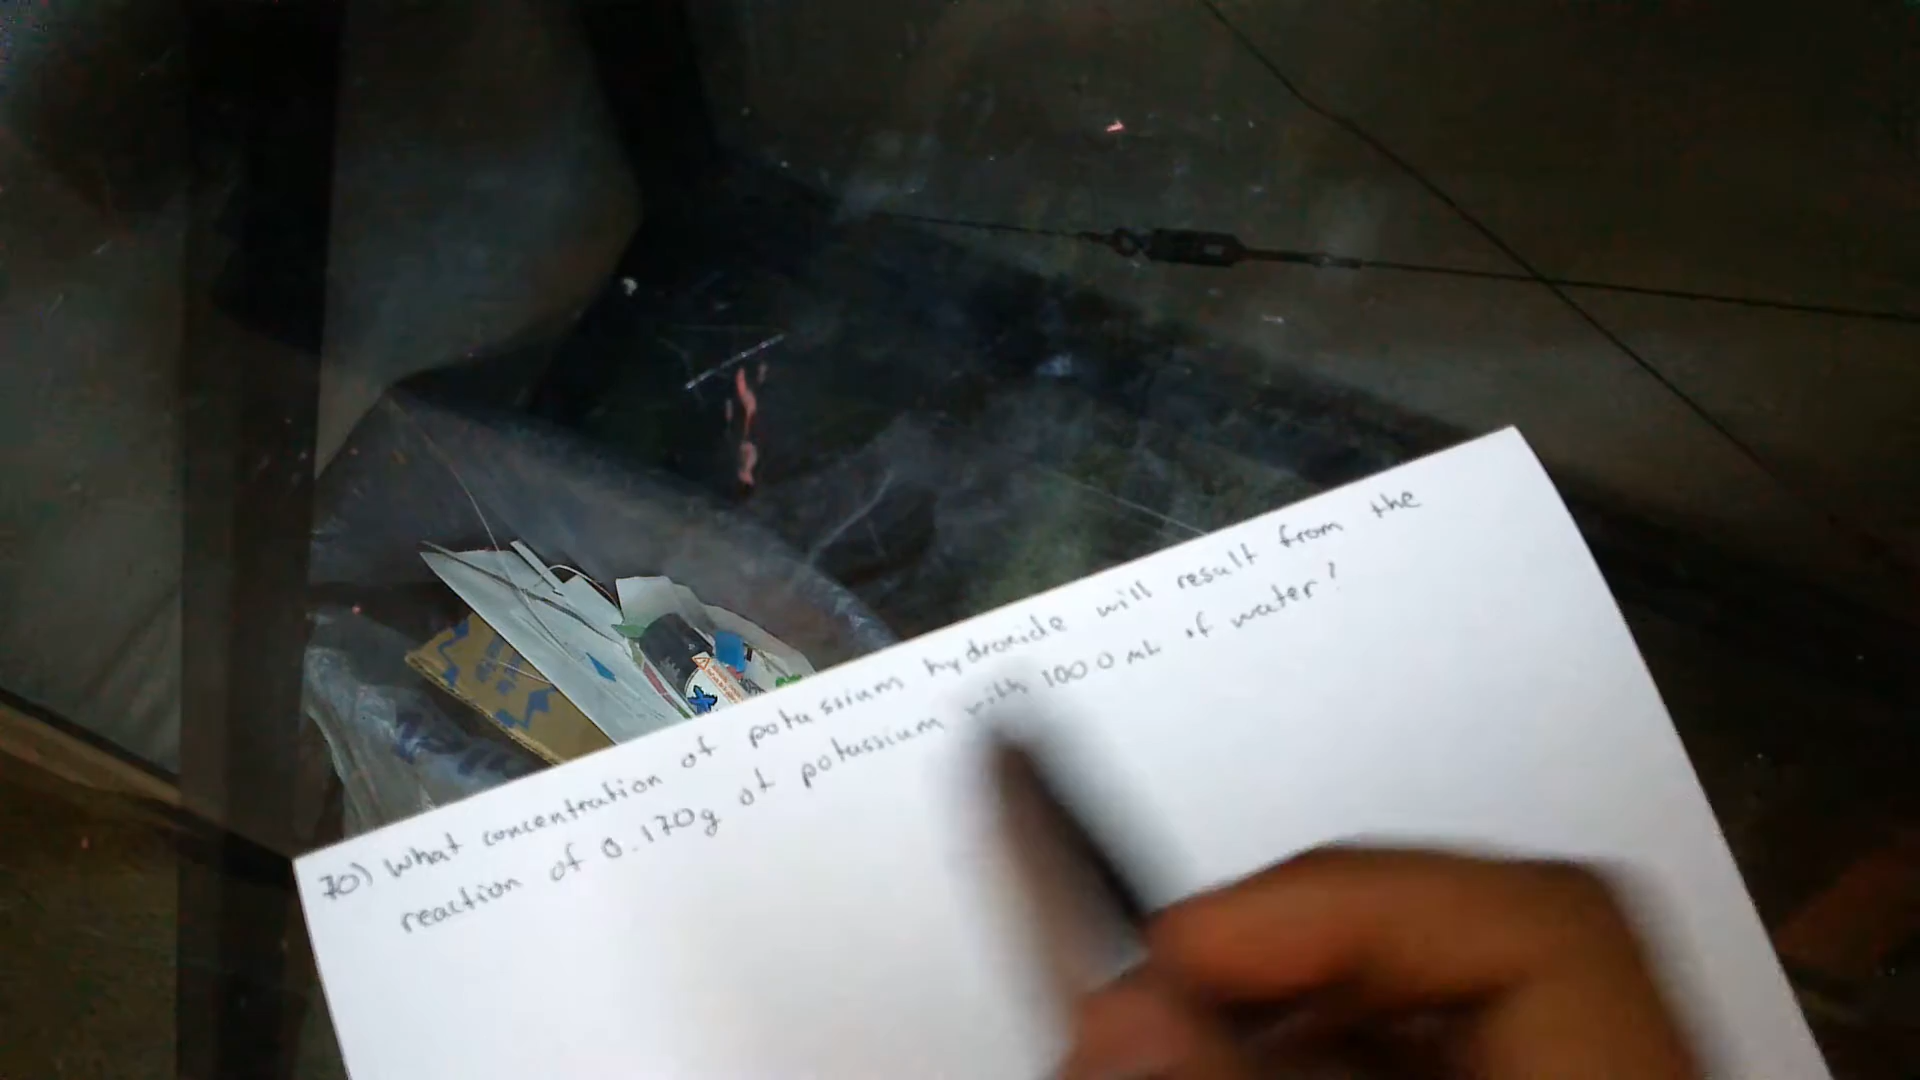 70) What concentration of potassium hydroxide will result from the
reaction of 0.170g of potassium with 100.0 mL of water?